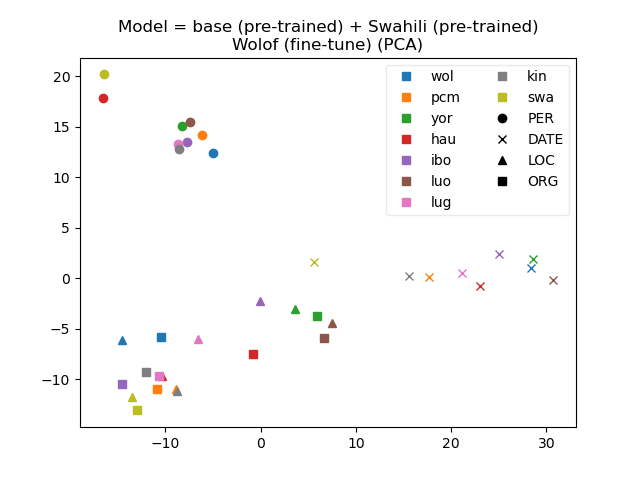 Model = base (pre-trained) + Swahili (pre-trained)
Wolof (fine-tune) (PCA)
20
15
10
5
0
−5
−10
−10
0
10
20
30
wol
pcm
yor
hau
ibo
luo
lug
kin
swa
PER
DATE
LOC
ORG